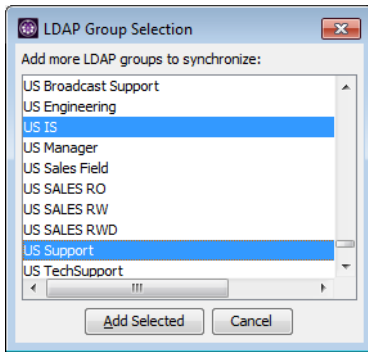 LDAP Group Selection
Add more LDAP groups to synchronize:
US Broadcast Support
US Engineering
US IS
US Manager
US Sales Field
US SALES RO
US SALES RW
US SALES RWD
US Support
US TechSupport
Add Selected Cancel